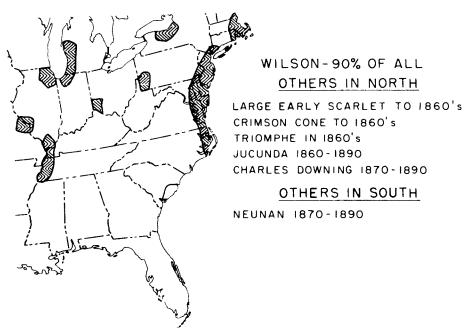 WILSON-90% OF ALL
OTHERS IN NORTH
LARGE EARLY SCARLET TO 1860's
CRIMSON CONE TO 1860's
TRIOMPHE IN 1860's
JUCUNDA 1860-1890
CHARLES DOWNING 1870-1890
OTHERS IN SOUTH
NEUNAN 1870-1890